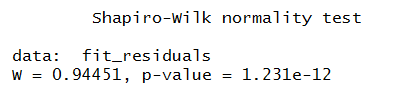 Shapiro-Wilk normality test
data:  fit_residuals
W = 0.94451, p-value = 1.231e-12